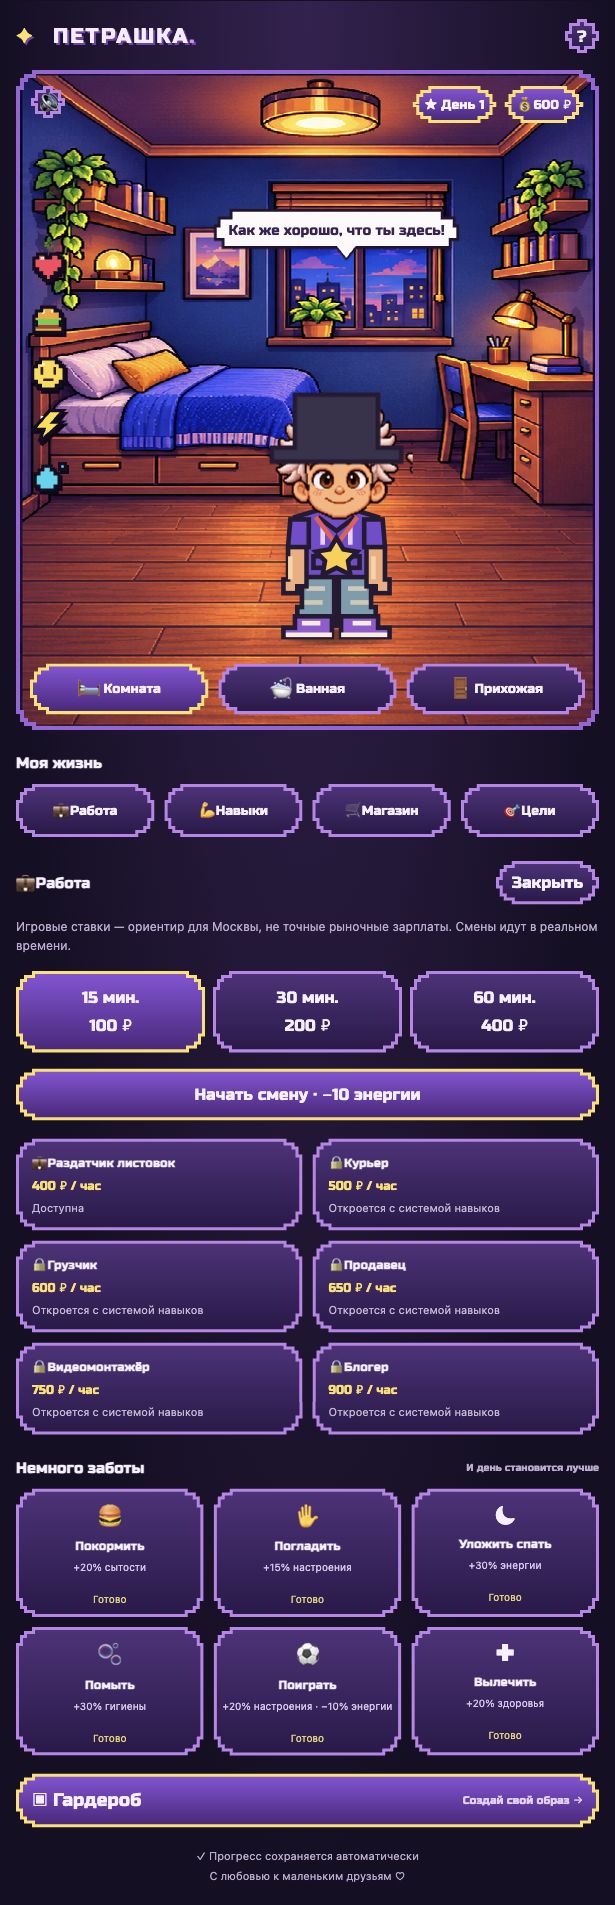 ПЕТРАШКА.
?
★ День 1
600 ₽
Как же хорошо, что ты здесь!
Комната
Ванная
Прихожая
Моя жизнь
Работа
Навыки
Магазин
Цели
Работа
Закрыть
Игровые ставки — ориентир для Москвы, не точные рыночные зарплаты. Смены идут в реальном
времени.
15 мин.
100 ₽
30 мин.
200 ₽
60 мин.
400 ₽
Начать смену · −10 энергии
Раздатчик листовок
400 ₽ / час
Доступна
Курьер
500 ₽ / час
Откроется с системой навыков
Грузчик
600 ₽ / час
Откроется с системой навыков
Продавец
650 ₽ / час
Откроется с системой навыков
Видеомонтажёр
750 ₽ / час
Откроется с системой навыков
Блогер
900 ₽ / час
Откроется с системой навыков
Немного заботы
И день становится лучше
Покормить
+20% сытости
Готово
Погладить
+15% настроения
Готово
Уложить спать
+30% энергии
Готово
Помыть
+30% гигиены
Готово
Поиграть
+20% настроения · −10% энергии
Готово
Вылечить
+20% здоровья
Готово
Гардероб
Создай свой образ →
✓ Прогресс сохраняется автоматически
С любовью к маленьким друзьям ♡